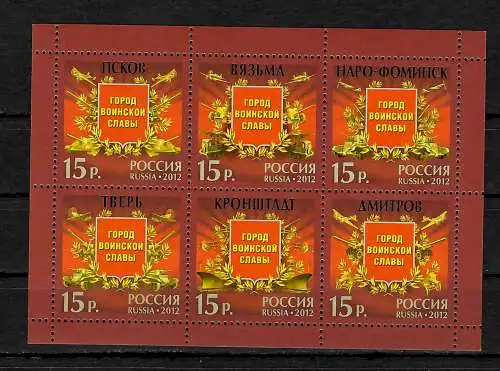 ПСКОВ
ГОРОД
ВОИНСКОЙ
СЛАВЫ
15 р.
РОССИЯ
RUSSIA • 2012
ВЯЗЬМА
ГОРОД
ВОИНСКОЙ
СЛАВЫ
15 р.
РОССИЯ
RUSSIA • 2012
НАРО-ФОМИНСК
ГОРОД
ВОИНСКОЙ
СЛАВЫ
15 р.
РОССИЯ
RUSSIA • 2012
ТВЕРЬ
ГОРОД
ВОИНСКОЙ
СЛАВЫ
15 р.
РОССИЯ
RUSSIA • 2012
КРОНШТАДТ
ГОРОД
ВОИНСКОЙ
СЛАВЫ
15 р.
РОССИЯ
RUSSIA • 2012
ДМИТРОВ
ГОРОД
ВОИНСКОЙ
СЛАВЫ
15 р.
РОССИЯ
RUSSIA • 2012